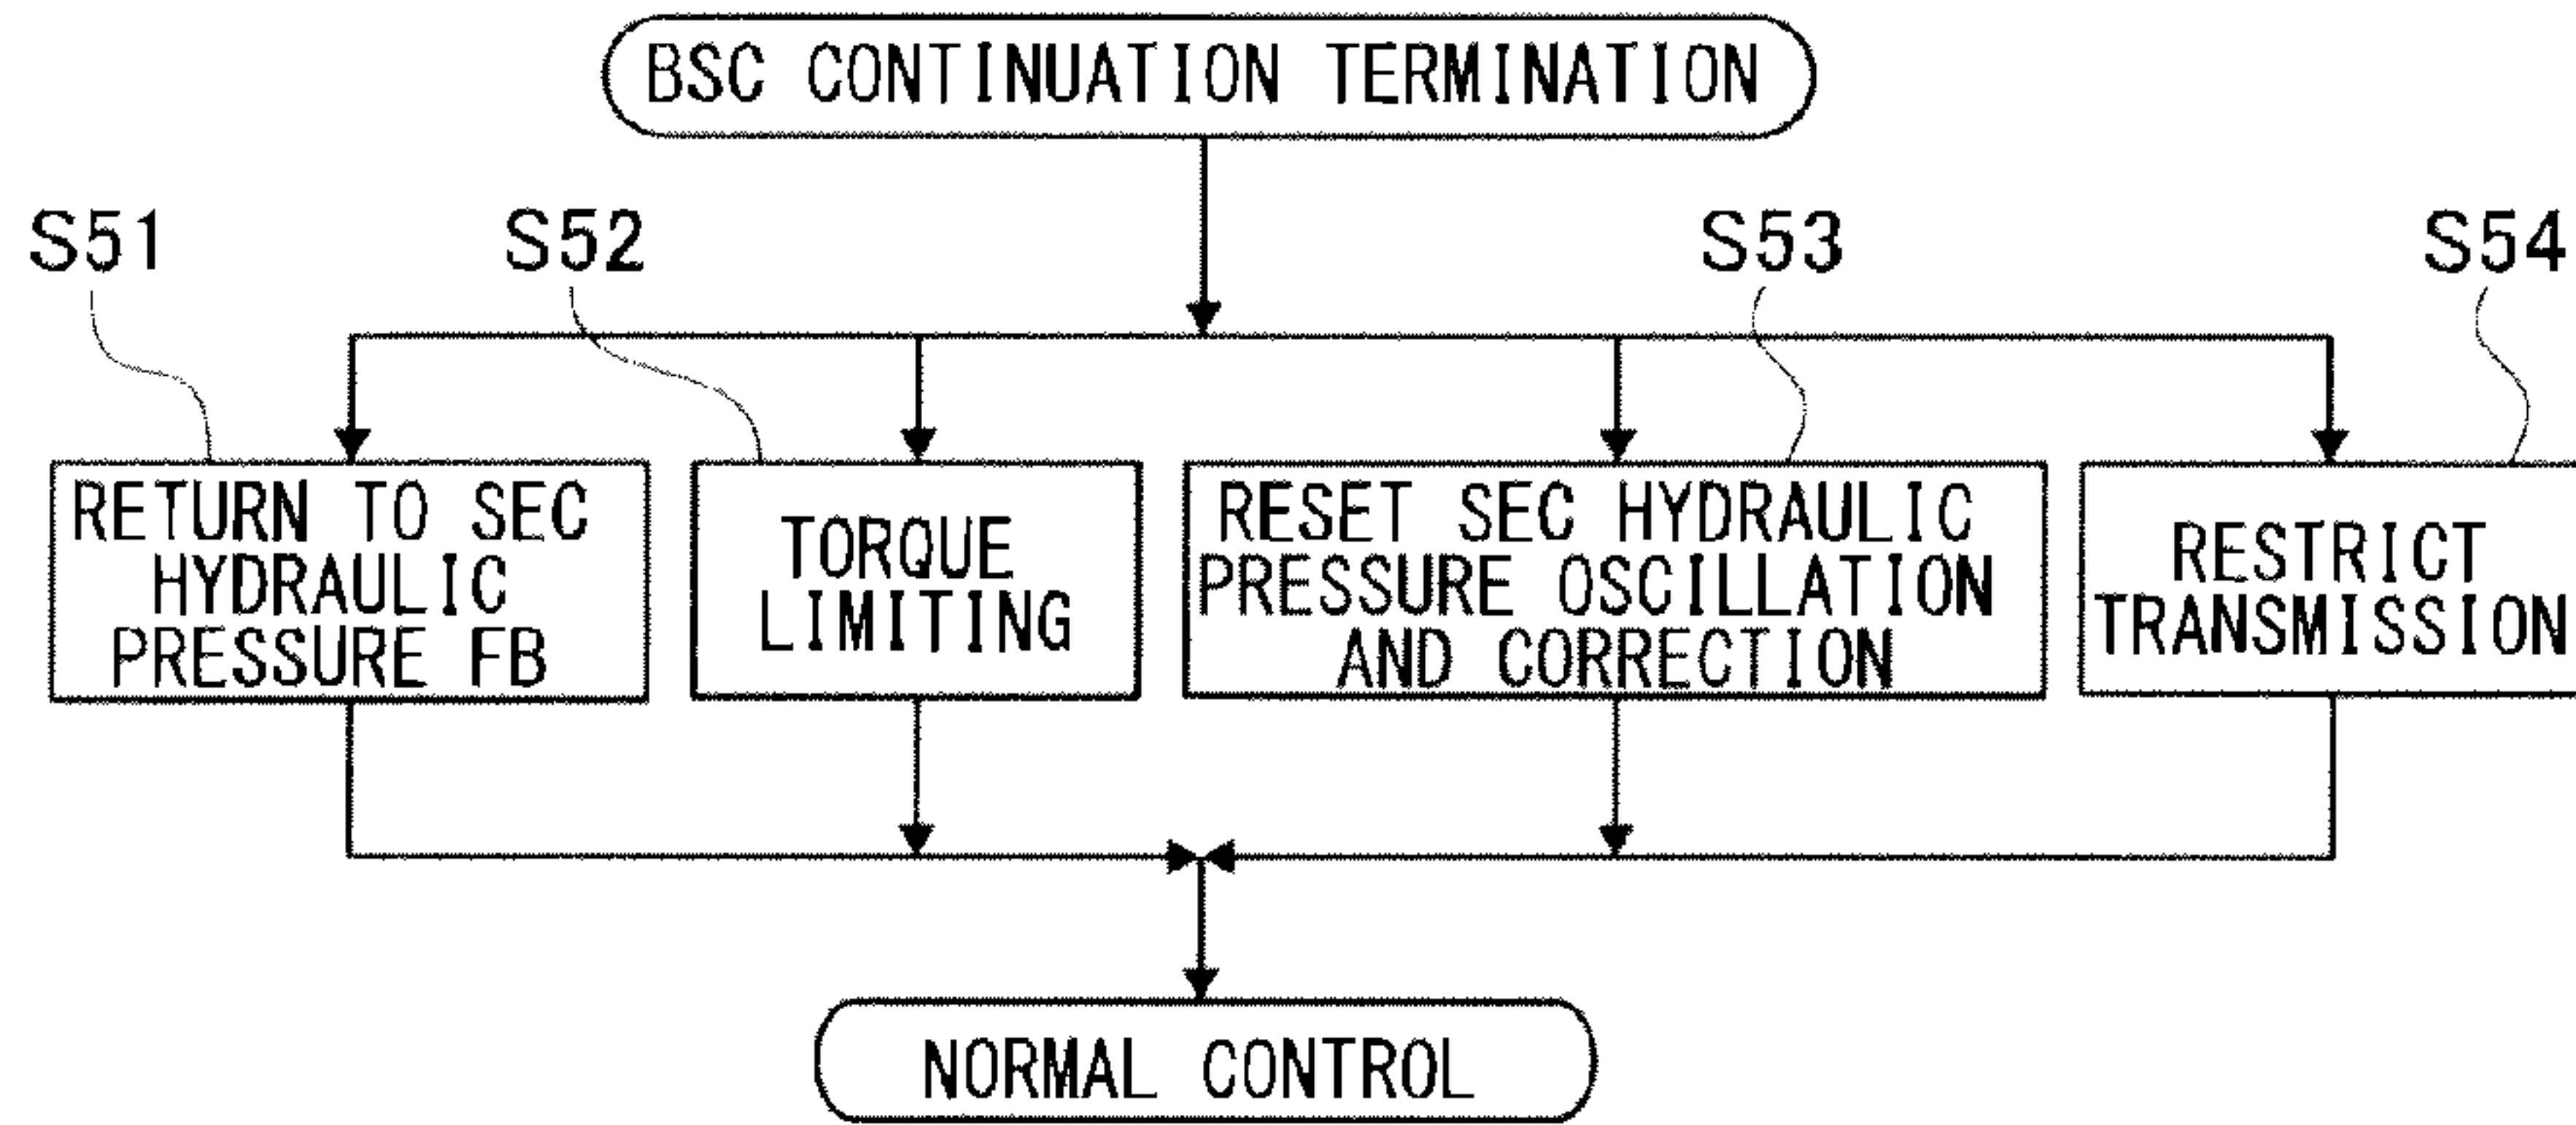 BSC CONTINUATION TERMINATION
S51
S52
S53
S54
RETURN TO SEC
HYDRAULIC
PRESSURE FB
TORQUE
LIMITING
RESET SEC HYDRAULIC
PRESSURE OSCILLATION
AND CORRECTION
RESTRICT
TRANSMISSION
NORMAL CONTROL